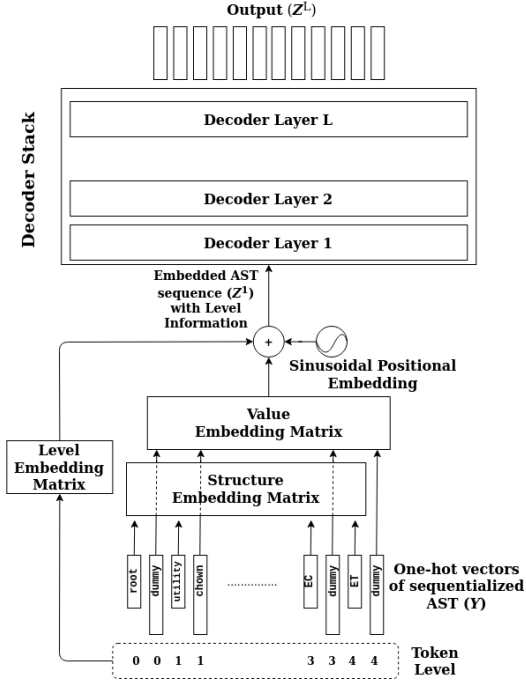 Output (Z^L)
Decoder Stack
Decoder Layer L
Decoder Layer 2
Decoder Layer 1
Embedded AST
sequence (Z^1)
with Level
Information
+
Sinusoidal Positional
Embedding
Value
Embedding Matrix
Level
Embedding
Matrix
Structure
Embedding Matrix
root
dummy
utility
chown
EC
dummy
ET
dummy
One-hot vectors
of sequentialized
AST (Y)
0 0 1 1 3 3 4 4
Token
Level